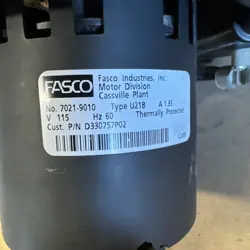 FASCO
Fasco Industries, Inc.
Motor Division
Cassville Plant
No. 7021-9010 Type U21B A 1.35
V 115 Hz 60 Thermally Protected
Cust. P/N D330757P02